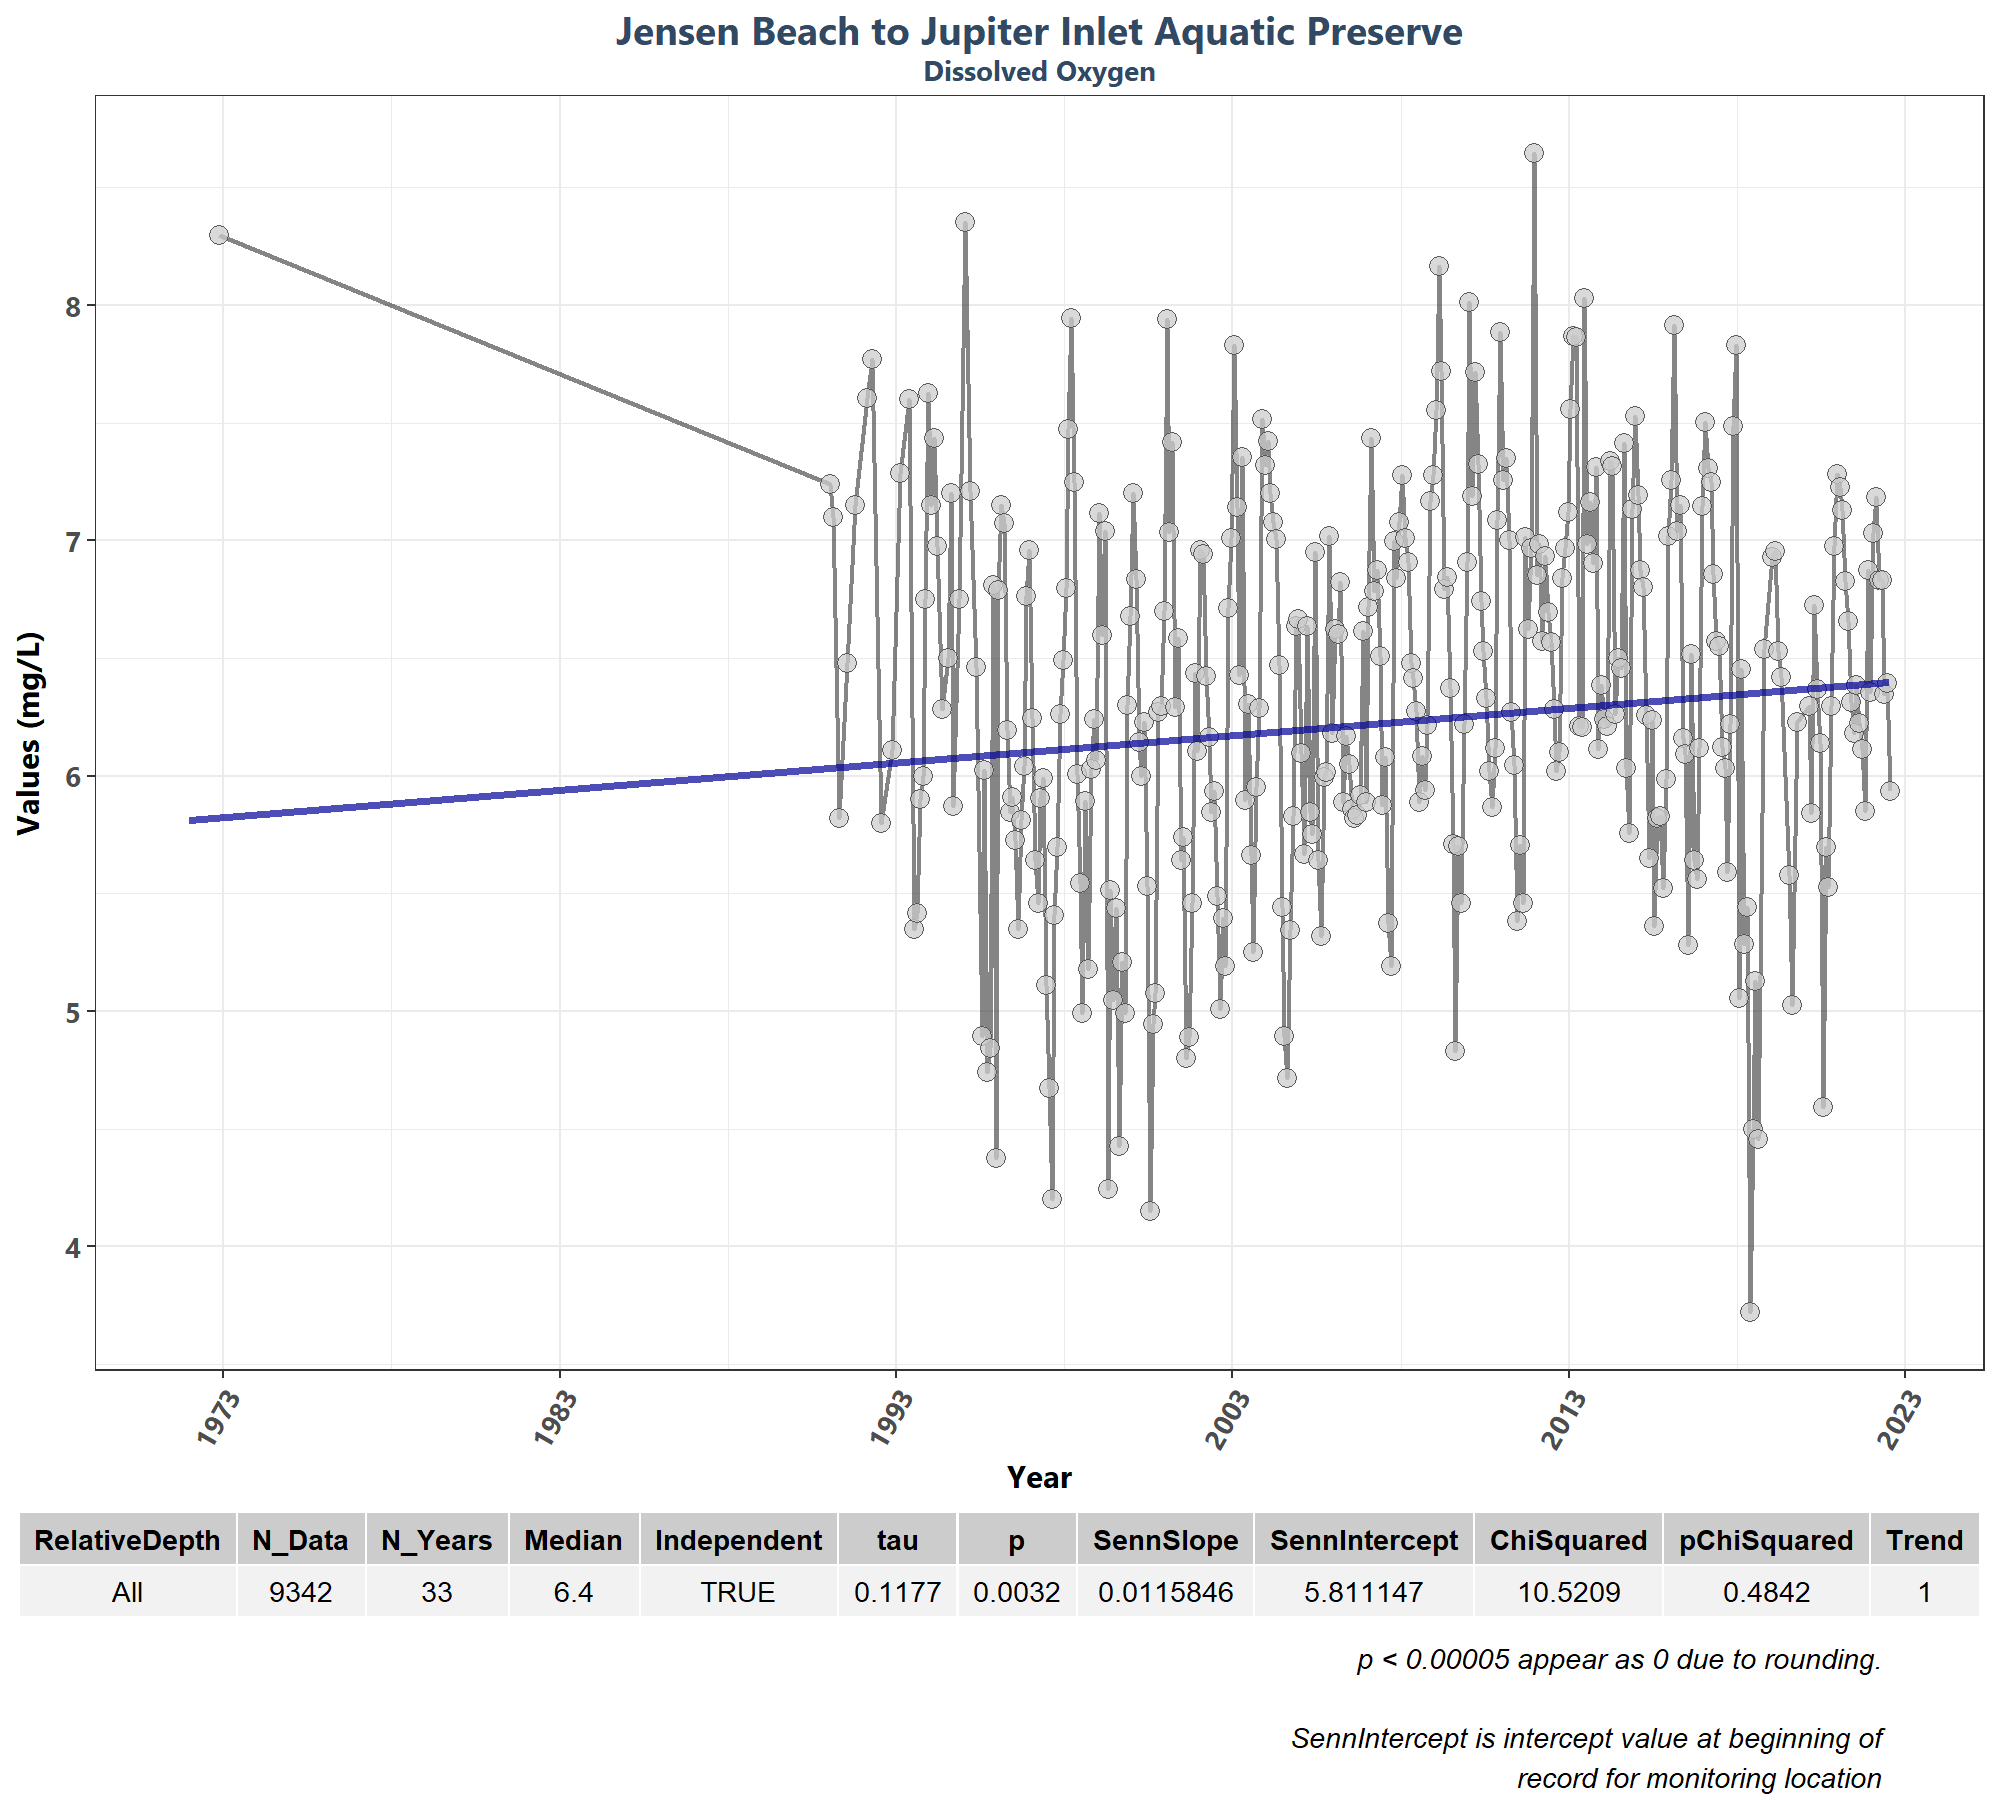 Jensen Beach to Jupiter Inlet Aquatic Preserve
Dissolved Oxygen
Values (mg/L)
8
7
6
5
4
1973 1983 1993 2003 2013 2023
Year
RelativeDepth N_Data N_Years Median Independent tau p SennSlope SennIntercept ChiSquared pChiSquared Trend
All 9342 33 6.4 TRUE 0.1177 0.0032 0.0115846 5.811147 10.5209 0.4842 1
p < 0.00005 appear as 0 due to rounding.
SennIntercept is intercept value at beginning of
record for monitoring location